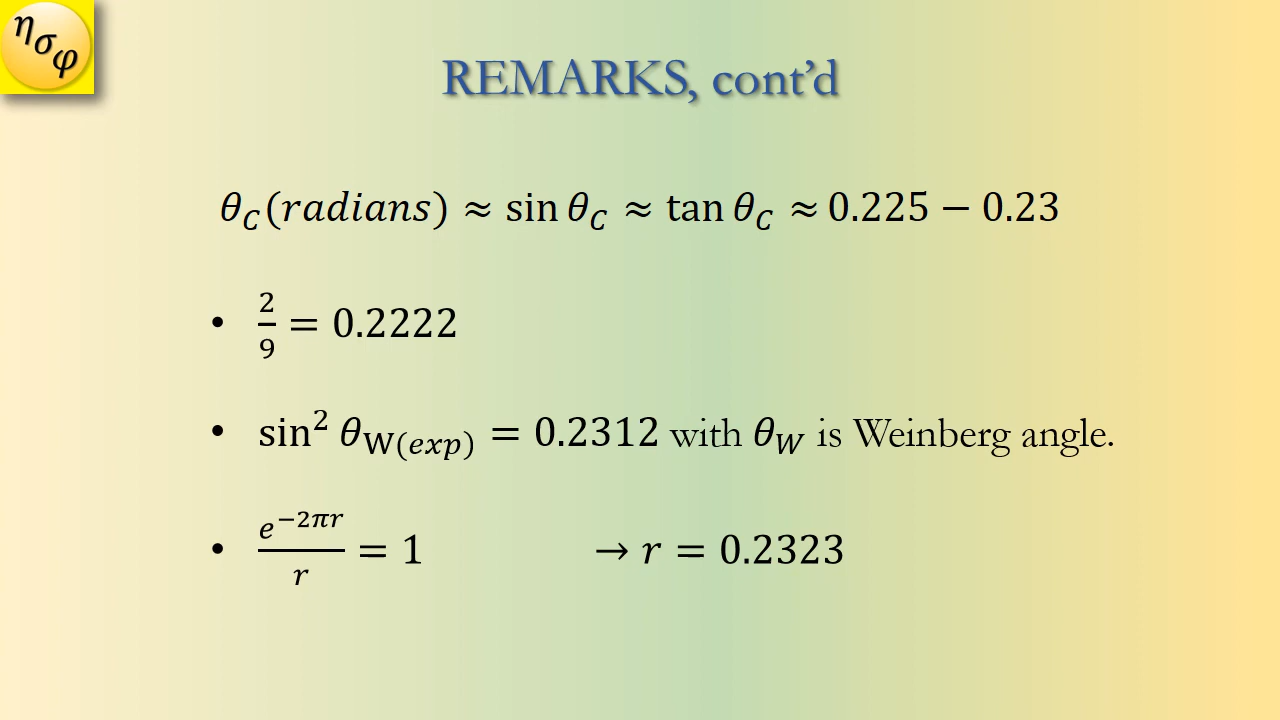 η σ φ
REMARKS, cont’d
θ_C(radians) ≈ sin θ_C ≈ tan θ_C ≈ 0.225 − 0.23
• 2/9 = 0.2222
• sin² θ_W(exp) = 0.2312 with θ_W is Weinberg angle.
• e^(−2πr)/r = 1 → r = 0.2323